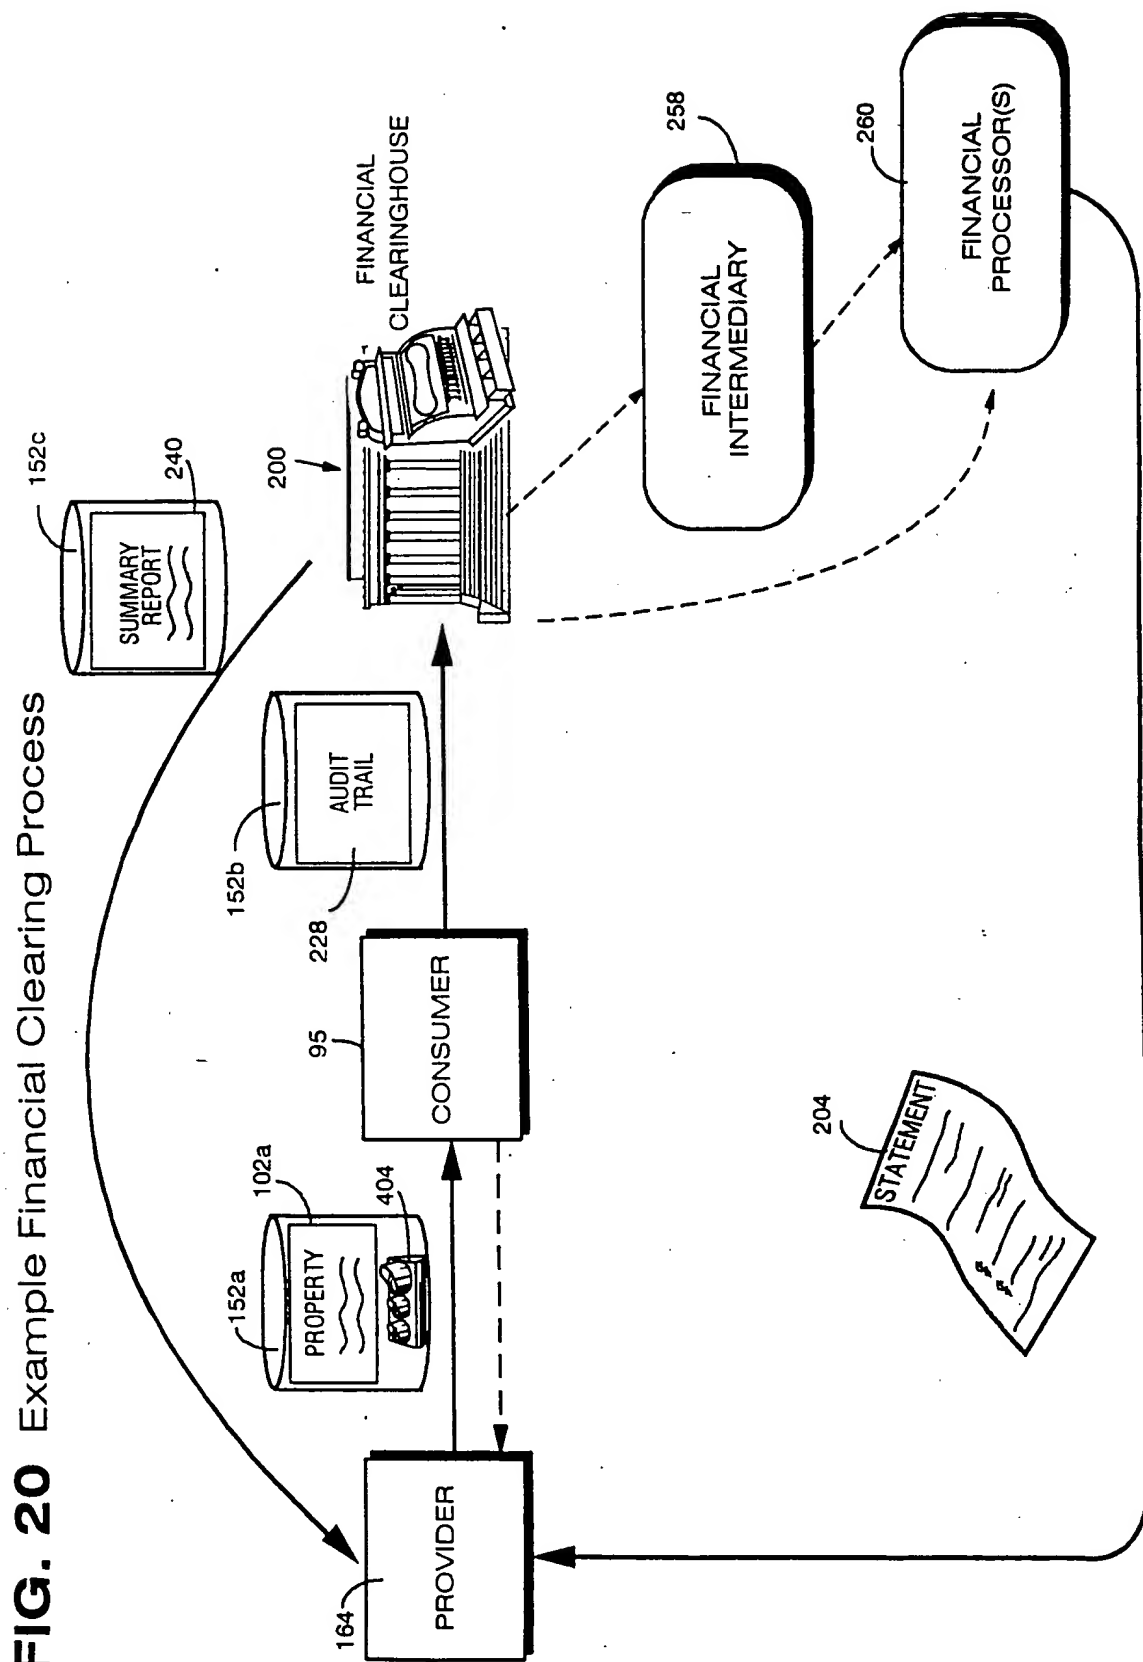 FIG. 20 Example Financial Clearing Process
152c
SUMMARY
REPORT
240
152a
PROPERTY
102a
404
152b
AUDIT
TRAIL
228
200
FINANCIAL
CLEARINGHOUSE
164
PROVIDER
95
CONSUMER
FINANCIAL
INTERMEDIARY
258
FINANCIAL
PROCESSOR(S)
260
204
STATEMENT